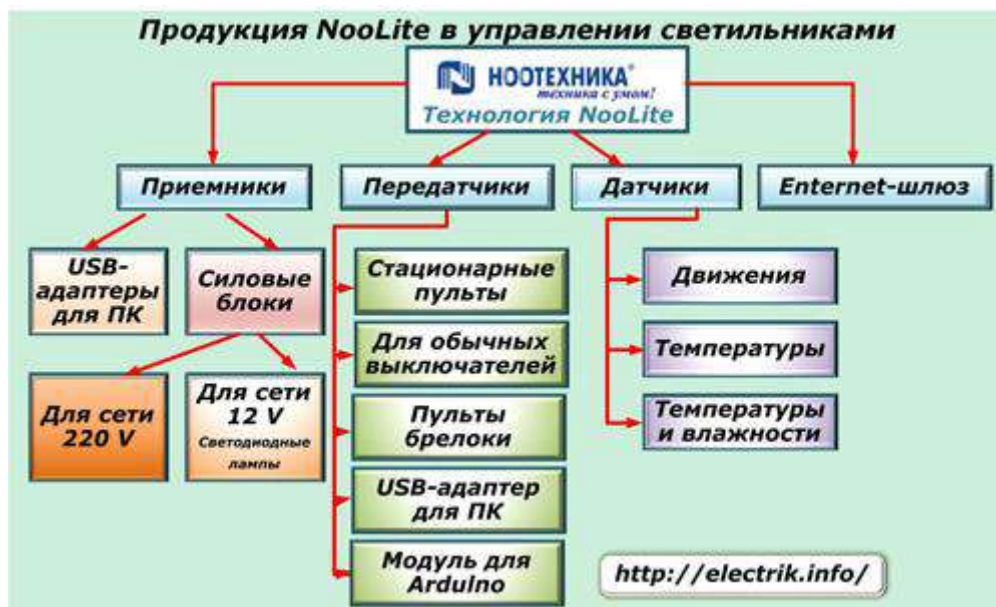 Продукция NooLite в управлении светильниками
НООТЕХНИКА®
техника с умом!
Технология NooLite
Приемники
Передатчики
Датчики
Enternet-шлюз
USB-
адаптеры
для ПК
Силовые
блоки
Для сети
220 V
Для сети
12 V
Светодиодные
лампы
Стационарные
пульты
Для обычных
выключателей
Пульты
брелоки
USB-адаптер
для ПК
Модуль для
Arduino
Движения
Температуры
Температуры
и влажности
http://electrik.info/